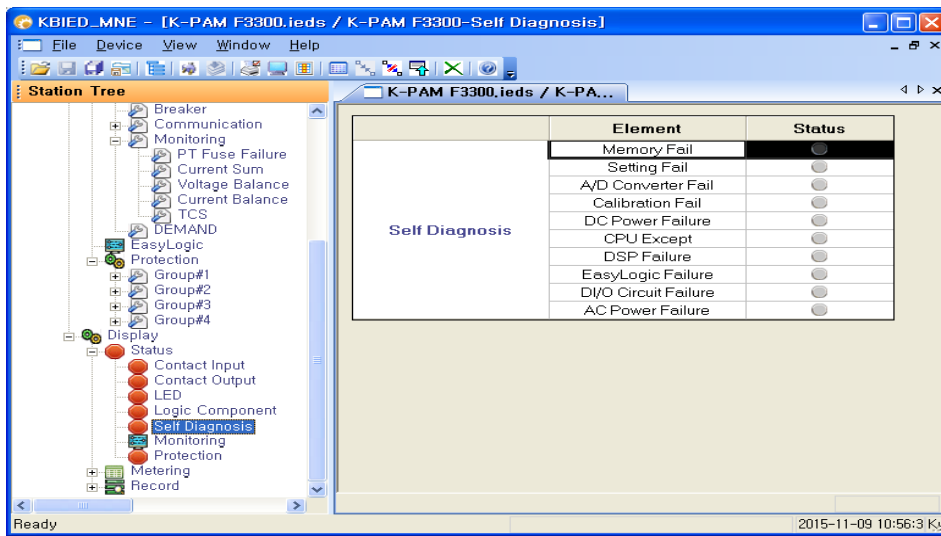 KBIED_MNE - [K-PAM F3300.ieds / K-PAM F3300-Self Diagnosis]
File Device View Window Help
Station Tree
K-PAM F3300.ieds / K-PA...
Breaker
Communication
Monitoring
PT Fuse Failure
Current Sum
Voltage Balance
Current Balance
TCS
DEMAND
EasyLogic
Protection
Group#1
Group#2
Group#3
Group#4
Display
Status
Contact Input
Contact Output
LED
Logic Component
Self Diagnosis
Monitoring
Protection
Metering
Record
Element Status
Self Diagnosis
Memory Fail
Setting Fail
A/D Converter Fail
Calibration Fail
DC Power Failure
CPU Except
DSP Failure
EasyLogic Failure
DI/O Circuit Failure
AC Power Failure
Ready
2015-11-09 10:56:3